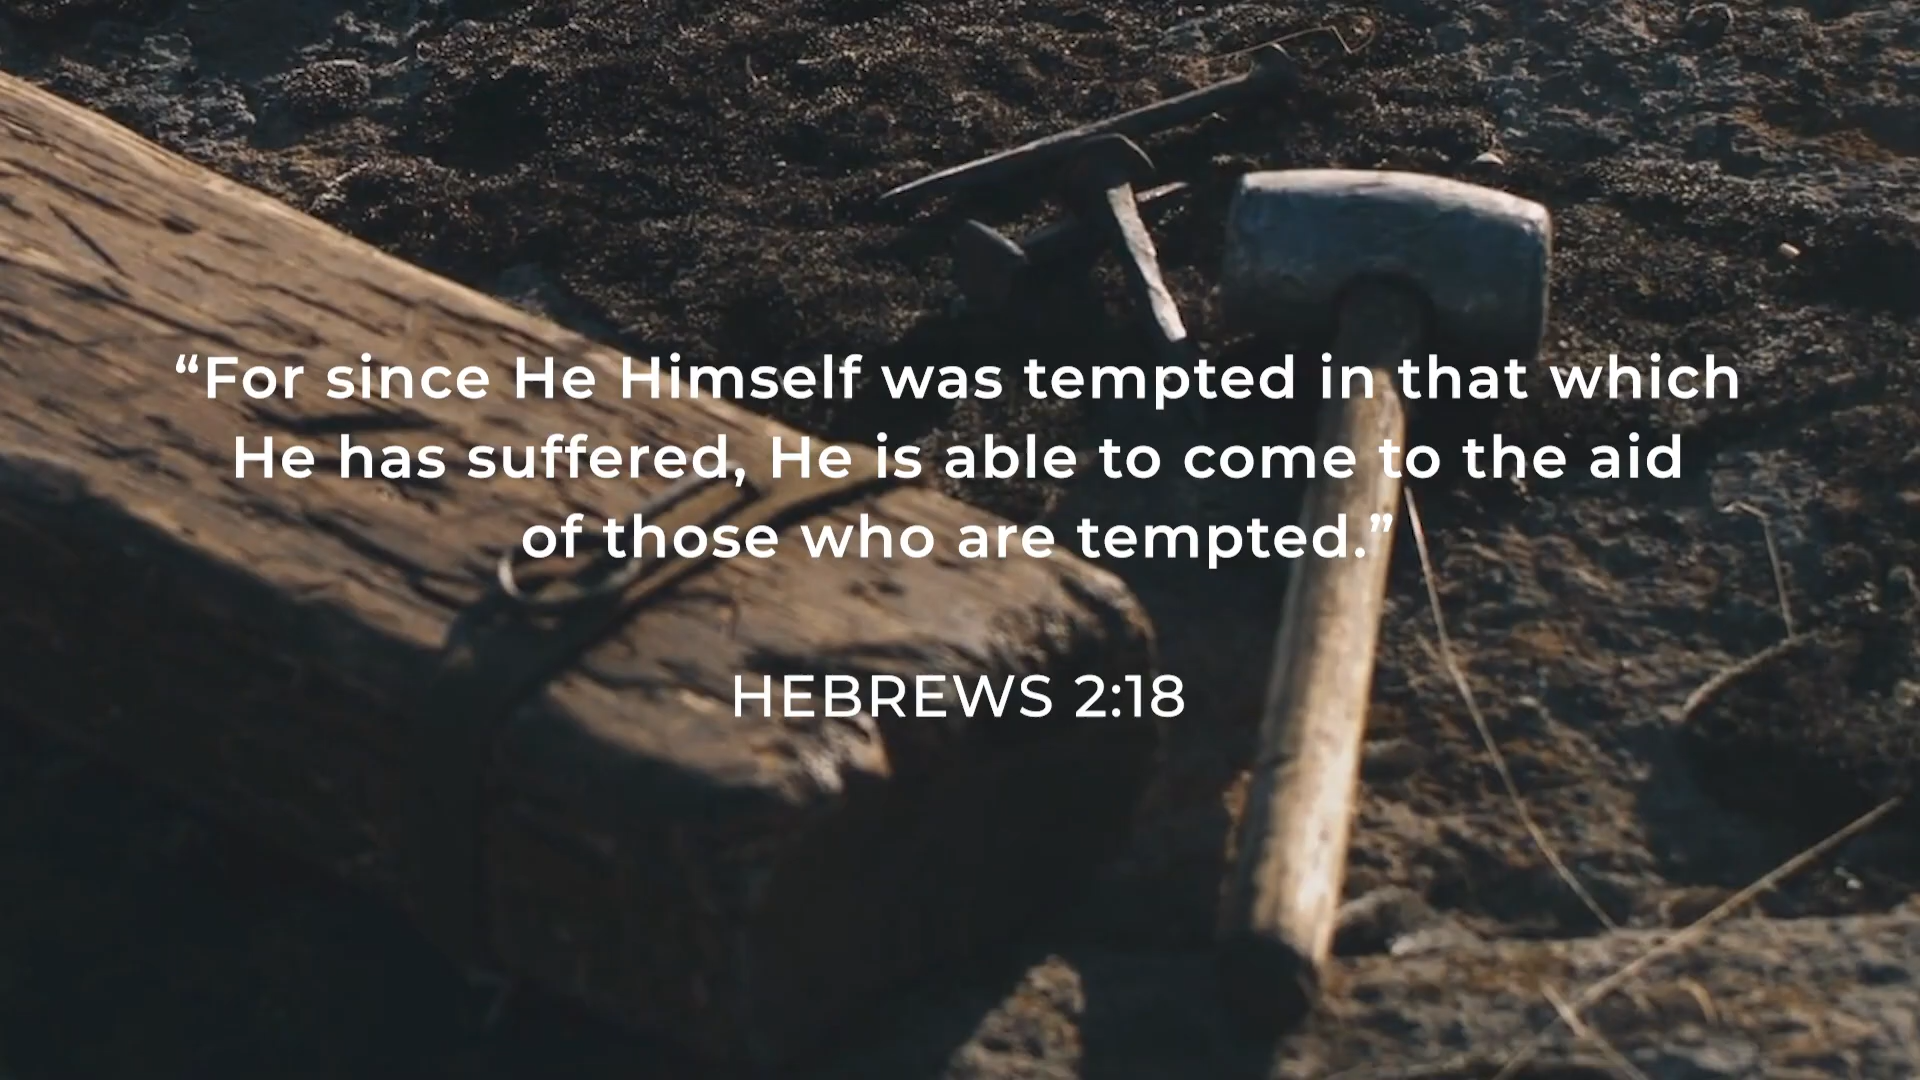 “For since He Himself was tempted in that which
He has suffered, He is able to come to the aid
of those who are tempted.”
HEBREWS 2:18